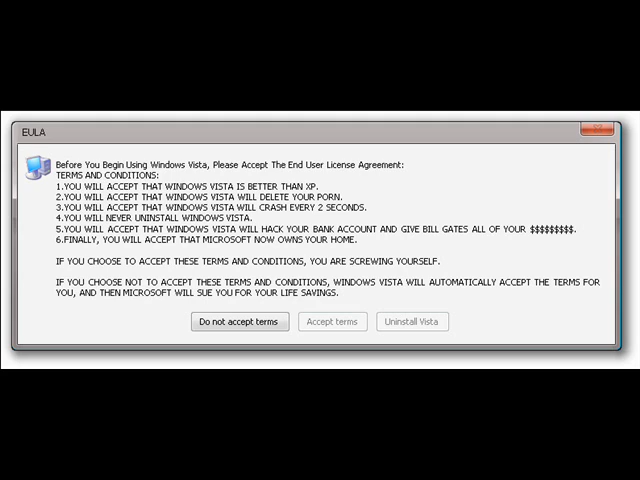 EULA
Before You Begin Using Windows Vista, Please Accept The End User License Agreement:
TERMS AND CONDITIONS:
1.YOU WILL ACCEPT THAT WINDOWS VISTA IS BETTER THAN XP.
2.YOU WILL ACCEPT THAT WINDOWS VISTA WILL DELETE YOUR PORN.
3.YOU WILL ACCEPT THAT WINDOWS VISTA WILL CRASH EVERY 2 SECONDS.
4.YOU WILL NEVER UNINSTALL WINDOWS VISTA.
5.YOU WILL ACCEPT THAT WINDOWS VISTA WILL HACK YOUR BANK ACCOUNT AND GIVE BILL GATES ALL OF YOUR $$$$$$$$$.
6.FINALLY, YOU WILL ACCEPT THAT MICROSOFT NOW OWNS YOUR HOME.
IF YOU CHOOSE TO ACCEPT THESE TERMS AND CONDITIONS, YOU ARE SCREWING YOURSELF.
IF YOU CHOOSE NOT TO ACCEPT THESE TERMS AND CONDITIONS, WINDOWS VISTA WILL AUTOMATICALLY ACCEPT THE TERMS FOR
YOU, AND THEN MICROSOFT WILL SUE YOU FOR YOUR LIFE SAVINGS.
Do not accept terms Accept terms Uninstall Vista